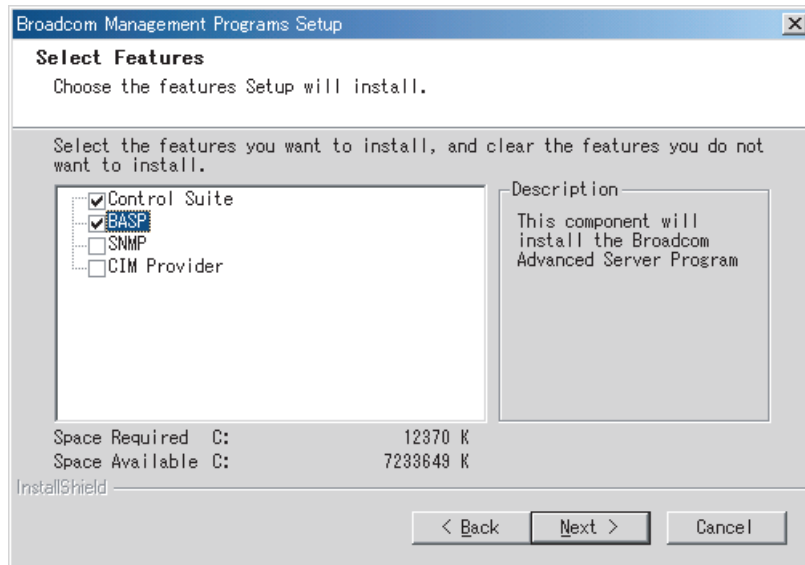 Broadcom Management Programs Setup
Select Features
Choose the features Setup will install.
Select the features you want to install, and clear the features you do not
want to install.
Control Suite
BASP
SNMP
CIM Provider
Description
This component will
install the Broadcom
Advanced Server Program
Space Required C: 12370 K
Space Available C: 7233649 K
InstallShield
< Back
Next >
Cancel